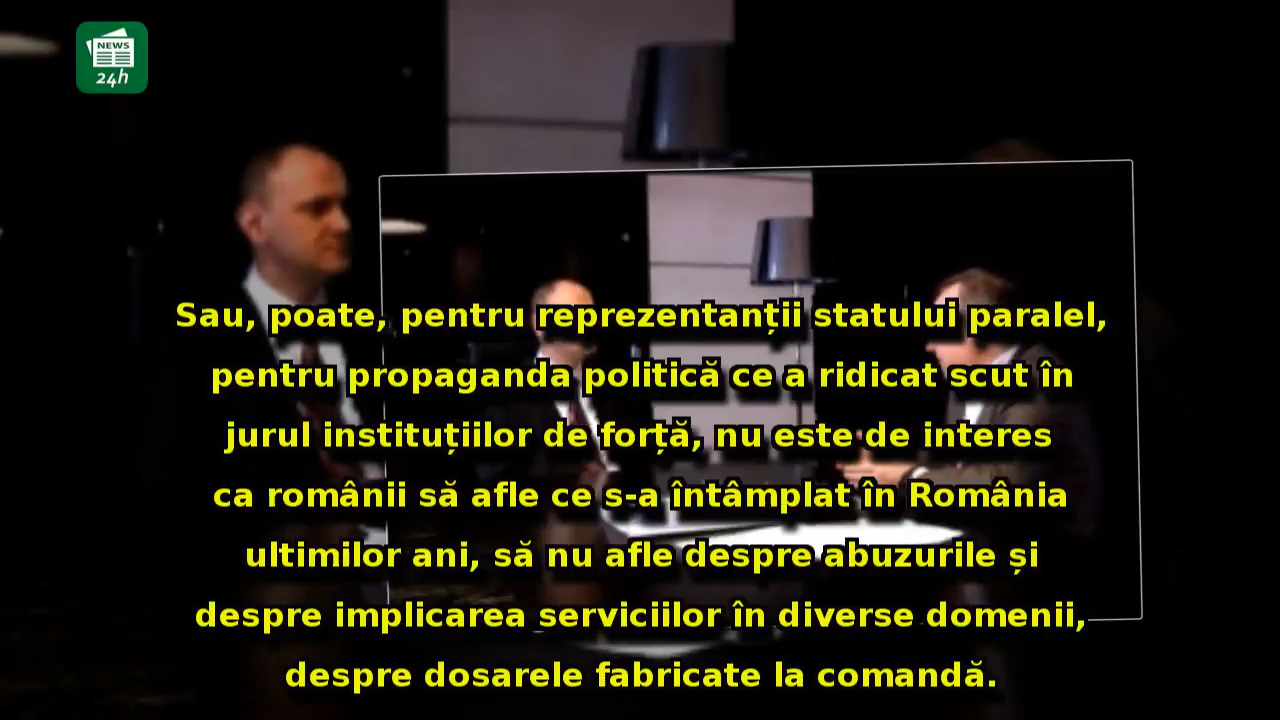 NEWS
24h
Sau, poate, pentru reprezentanții statului paralel,
pentru propaganda politică ce a ridicat scut în
jurul instituțiilor de forță, nu este de interes
ca românii să afle ce s-a întâmplat în România
ultimilor ani, să nu afle despre abuzurile și
despre implicarea serviciilor în diverse domenii,
despre dosarele fabricate la comandă.